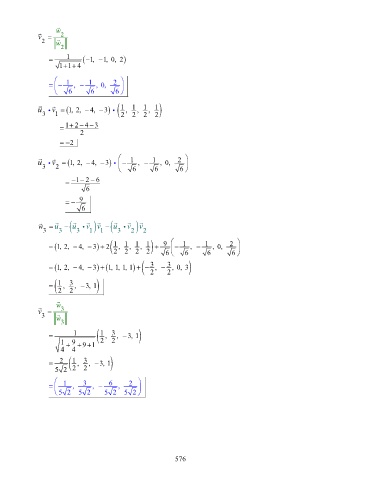 v⃗₂ = w⃗₂ / ‖w⃗₂‖
= 1/√(1+1+4) (−1, −1, 0, 2)
= (−1/√6, −1/√6, 0, 2/√6)
u⃗₃ • v⃗₁ = (1, 2, −4, −3) • (1/2, 1/2, 1/2, 1/2)
= (1+2−4−3)/2
= −2
u⃗₃ • v⃗₂ = (1, 2, −4, −3) • (−1/√6, −1/√6, 0, 2/√6)
= (−1−2−6)/√6
= −9/√6
w⃗₃ = u⃗₃ − (u⃗₃ • v⃗₁) v⃗₁ − (u⃗₃ • v⃗₂) v⃗₂
= (1, 2, −4, −3) + 2(1/2, 1/2, 1/2, 1/2) + 9/√6 (−1/√6, −1/√6, 0, 2/√6)
= (1, 2, −4, −3) + (1, 1, 1, 1) + (−3/2, −3/2, 0, 3)
= (1/2, 3/2, −3, 1)
v⃗₃ = w⃗₃ / ‖w⃗₃‖
= 1/√(1/4 + 9/4 + 9 + 1) (1/2, 3/2, −3, 1)
= 2/(5√2) (1/2, 3/2, −3, 1)
= (1/(5√2), 3/(5√2), −6/(5√2), 2/(5√2))
576